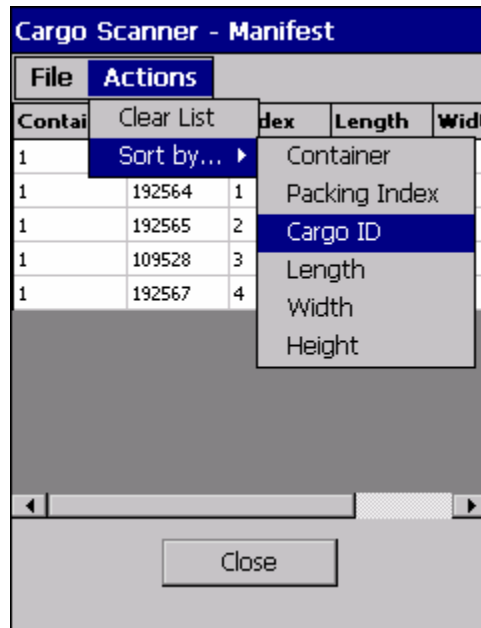 Cargo Scanner - Manifest
File Actions
Contai Clear List dex Length Widt
1 Sort by... Container
1 192564 1 Packing Index
1 192565 2 Cargo ID
1 109528 3 Length
1 192567 4 Width
Height
Close